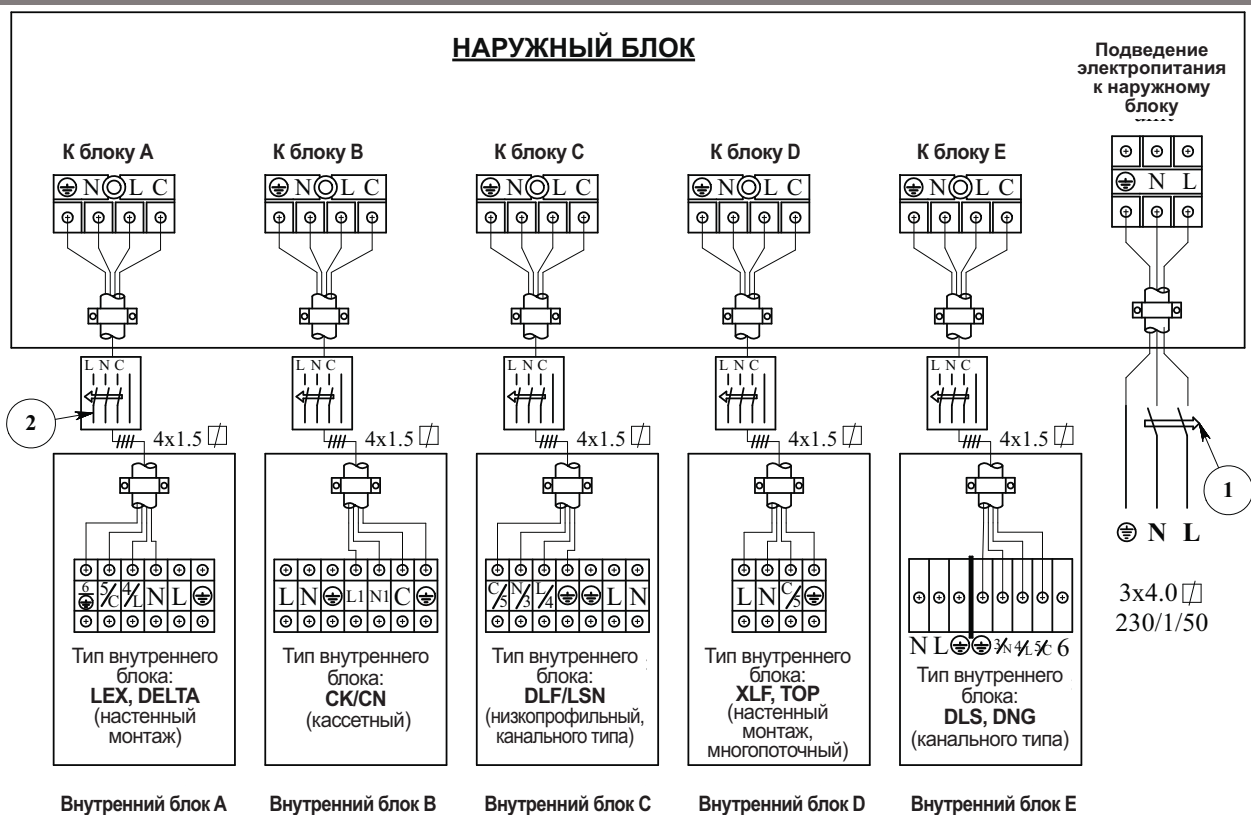 НАРУЖНЫЙ БЛОК
Подведение
электропитания
к наружному
блоку
К блоку A
К блоку B
К блоку C
К блоку D
К блоку E
N L C
N L C
N L C
N L C
N L C
N L
L N C
L N C
L N C
L N C
L N C
2
4x1.5
4x1.5
4x1.5
4x1.5
4x1.5
1
N L
3x4.0
230/1/50
6 5/C 4/L N L
L N L1 N1 C
C/5 N/3 L/4 L N
L N C/5
N L 3/N 4/L 5/C 6
Тип внутреннего
блока:
LEX, DELTA
(настенный
монтаж)
Тип внутреннего
блока:
CK/CN
(кассетный)
Тип внутреннего
блока:
DLF/LSN
(низкопрофильный,
канального типа)
Тип внутреннего
блока:
XLF, TOP
(настенный
монтаж,
многопоточный)
Тип внутреннего
блока:
DLS, DNG
(канального типа)
Внутренний блок A
Внутренний блок B
Внутренний блок C
Внутренний блок D
Внутренний блок E